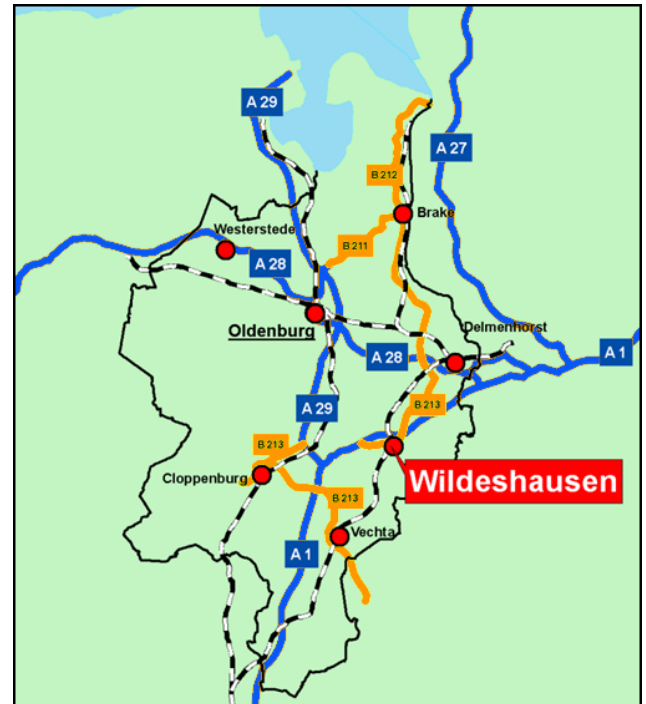 A 29
A 27
B 212
Brake
Westerstede
B 211
A 28
Oldenburg
Delmenhorst
A 28
A 1
A 29
B 213
B 213
Cloppenburg
Wildeshausen
B 213
Vechta
A 1